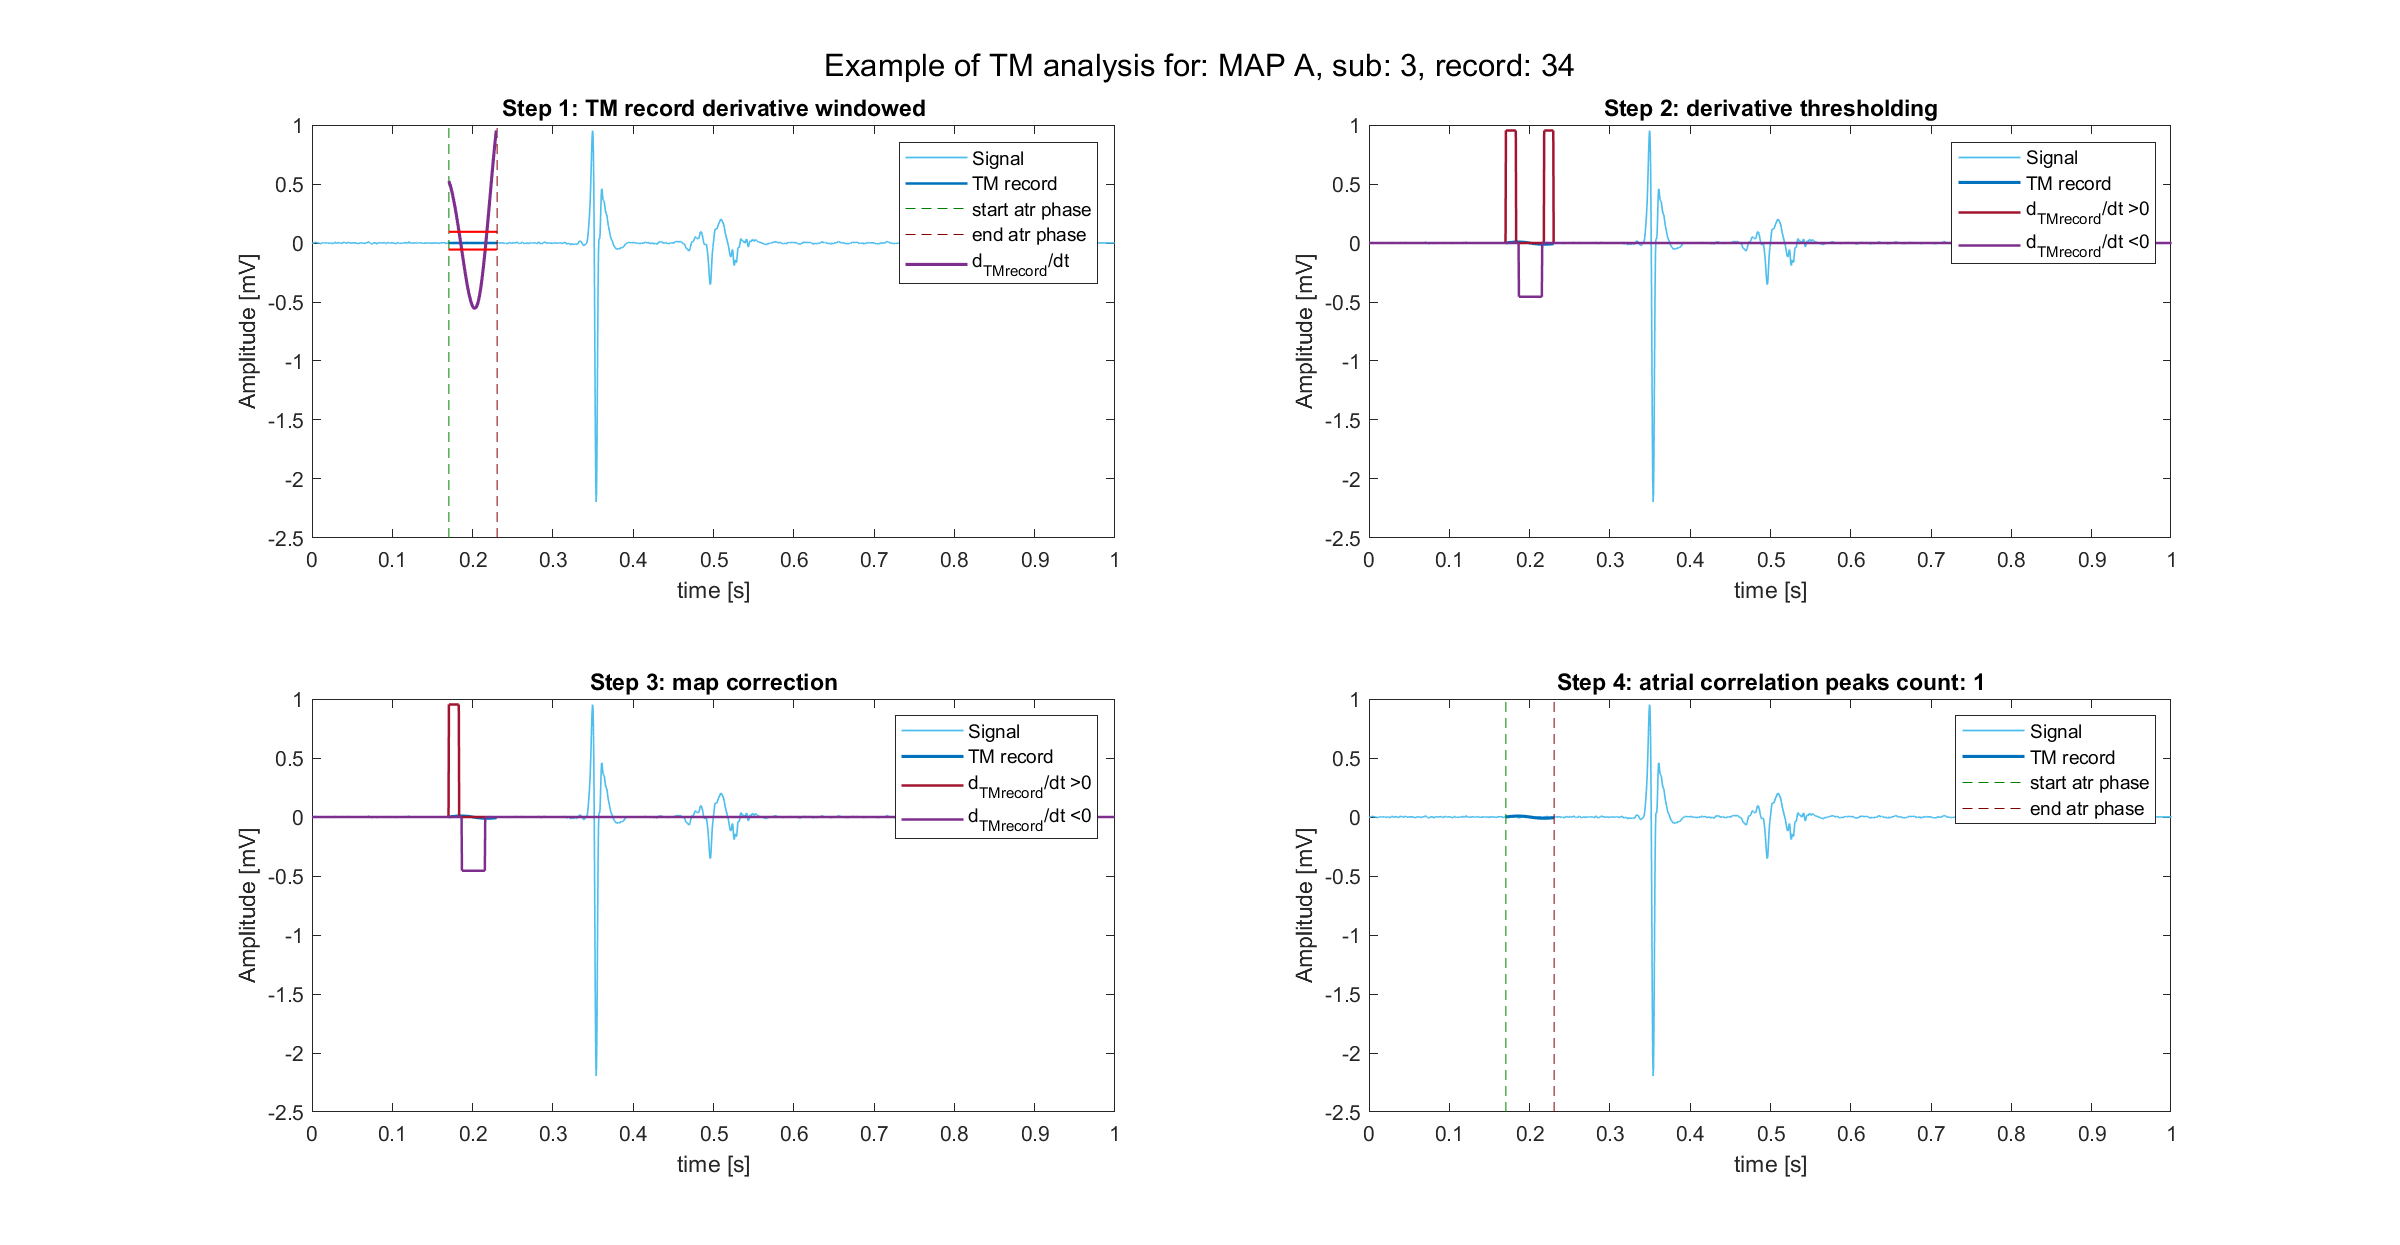 Example of TM analysis for: MAP A, sub: 3, record: 34
Step 1: TM record derivative windowed
1
0.5
0
-0.5
-1
-1.5
-2
-2.5
Amplitude [mV]
0 0.1 0.2 0.3 0.4 0.5 0.6 0.7 0.8 0.9 1
time [s]
Signal
TM record
start atr phase
end atr phase
dTMrecord/dt
Step 2: derivative thresholding
1
0.5
0
-0.5
-1
-1.5
-2
-2.5
Amplitude [mV]
0 0.1 0.2 0.3 0.4 0.5 0.6 0.7 0.8 0.9 1
time [s]
Signal
TM record
dTMrecord/dt >0
dTMrecord/dt <0
Step 3: map correction
1
0.5
0
-0.5
-1
-1.5
-2
-2.5
Amplitude [mV]
0 0.1 0.2 0.3 0.4 0.5 0.6 0.7 0.8 0.9 1
time [s]
Signal
TM record
dTMrecord/dt >0
dTMrecord/dt <0
Step 4: atrial correlation peaks count: 1
1
0.5
0
-0.5
-1
-1.5
-2
-2.5
Amplitude [mV]
0 0.1 0.2 0.3 0.4 0.5 0.6 0.7 0.8 0.9 1
time [s]
Signal
TM record
start atr phase
end atr phase